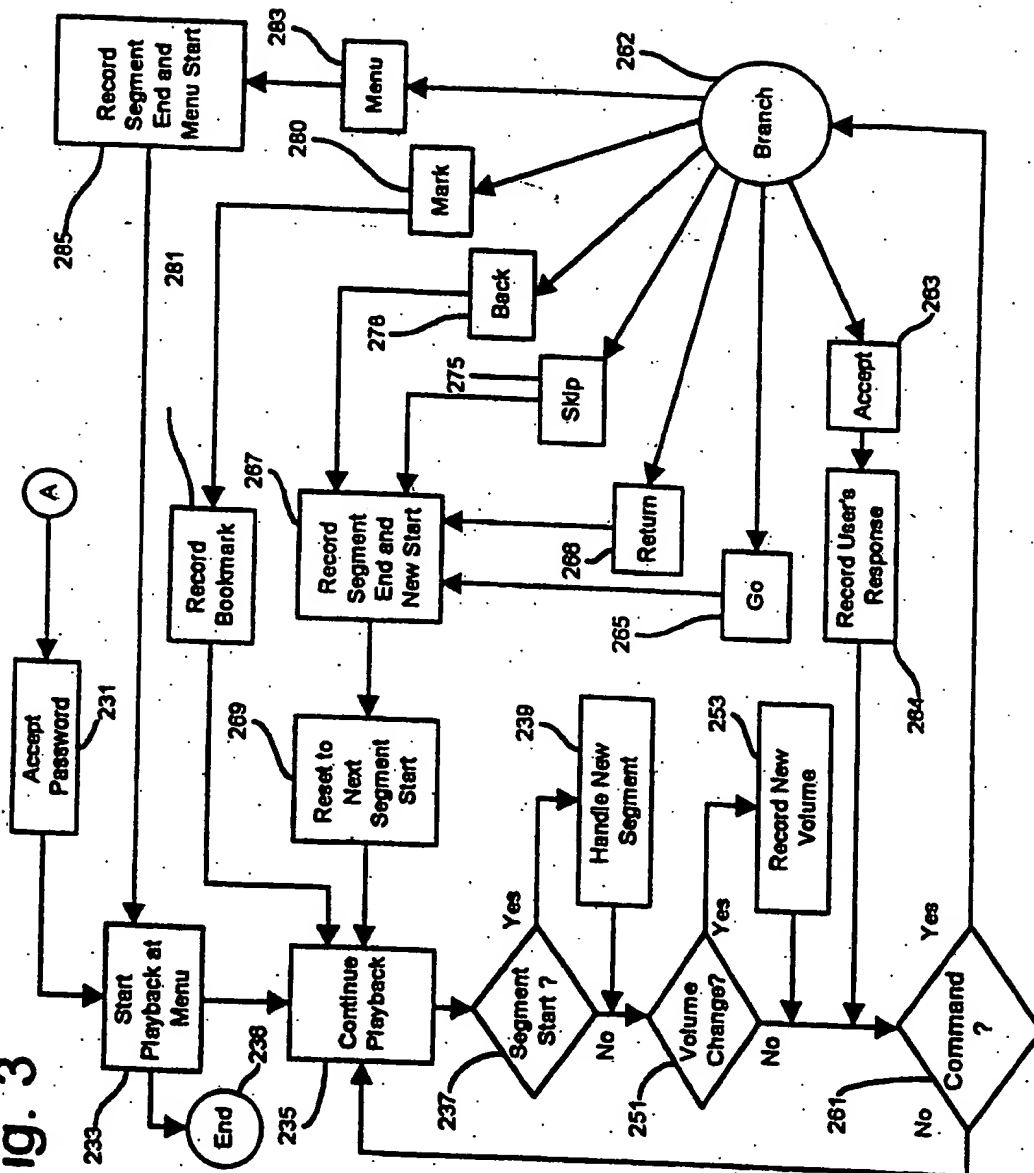 ig. 3
A
Accept
Password
231
Start
Playback at
Menu
233
End
238
Record
Segment
End and
Menu Start
285
Menu
283
Mark
280
281
Record
Bookmark
Back
278
Skip
275
Return
266
Go
265
Accept
263
Branch
262
Record
Segment
End and
New Start
267
Reset to
Next
Segment
Start
269
Continue
Playback
235
Segment
Start ?
237
Yes
No
Handle New
Segment
239
Volume
Change?
251
Yes
No
Record New
Volume
253
Record User's
Response
264
Command
?
261
Yes
No